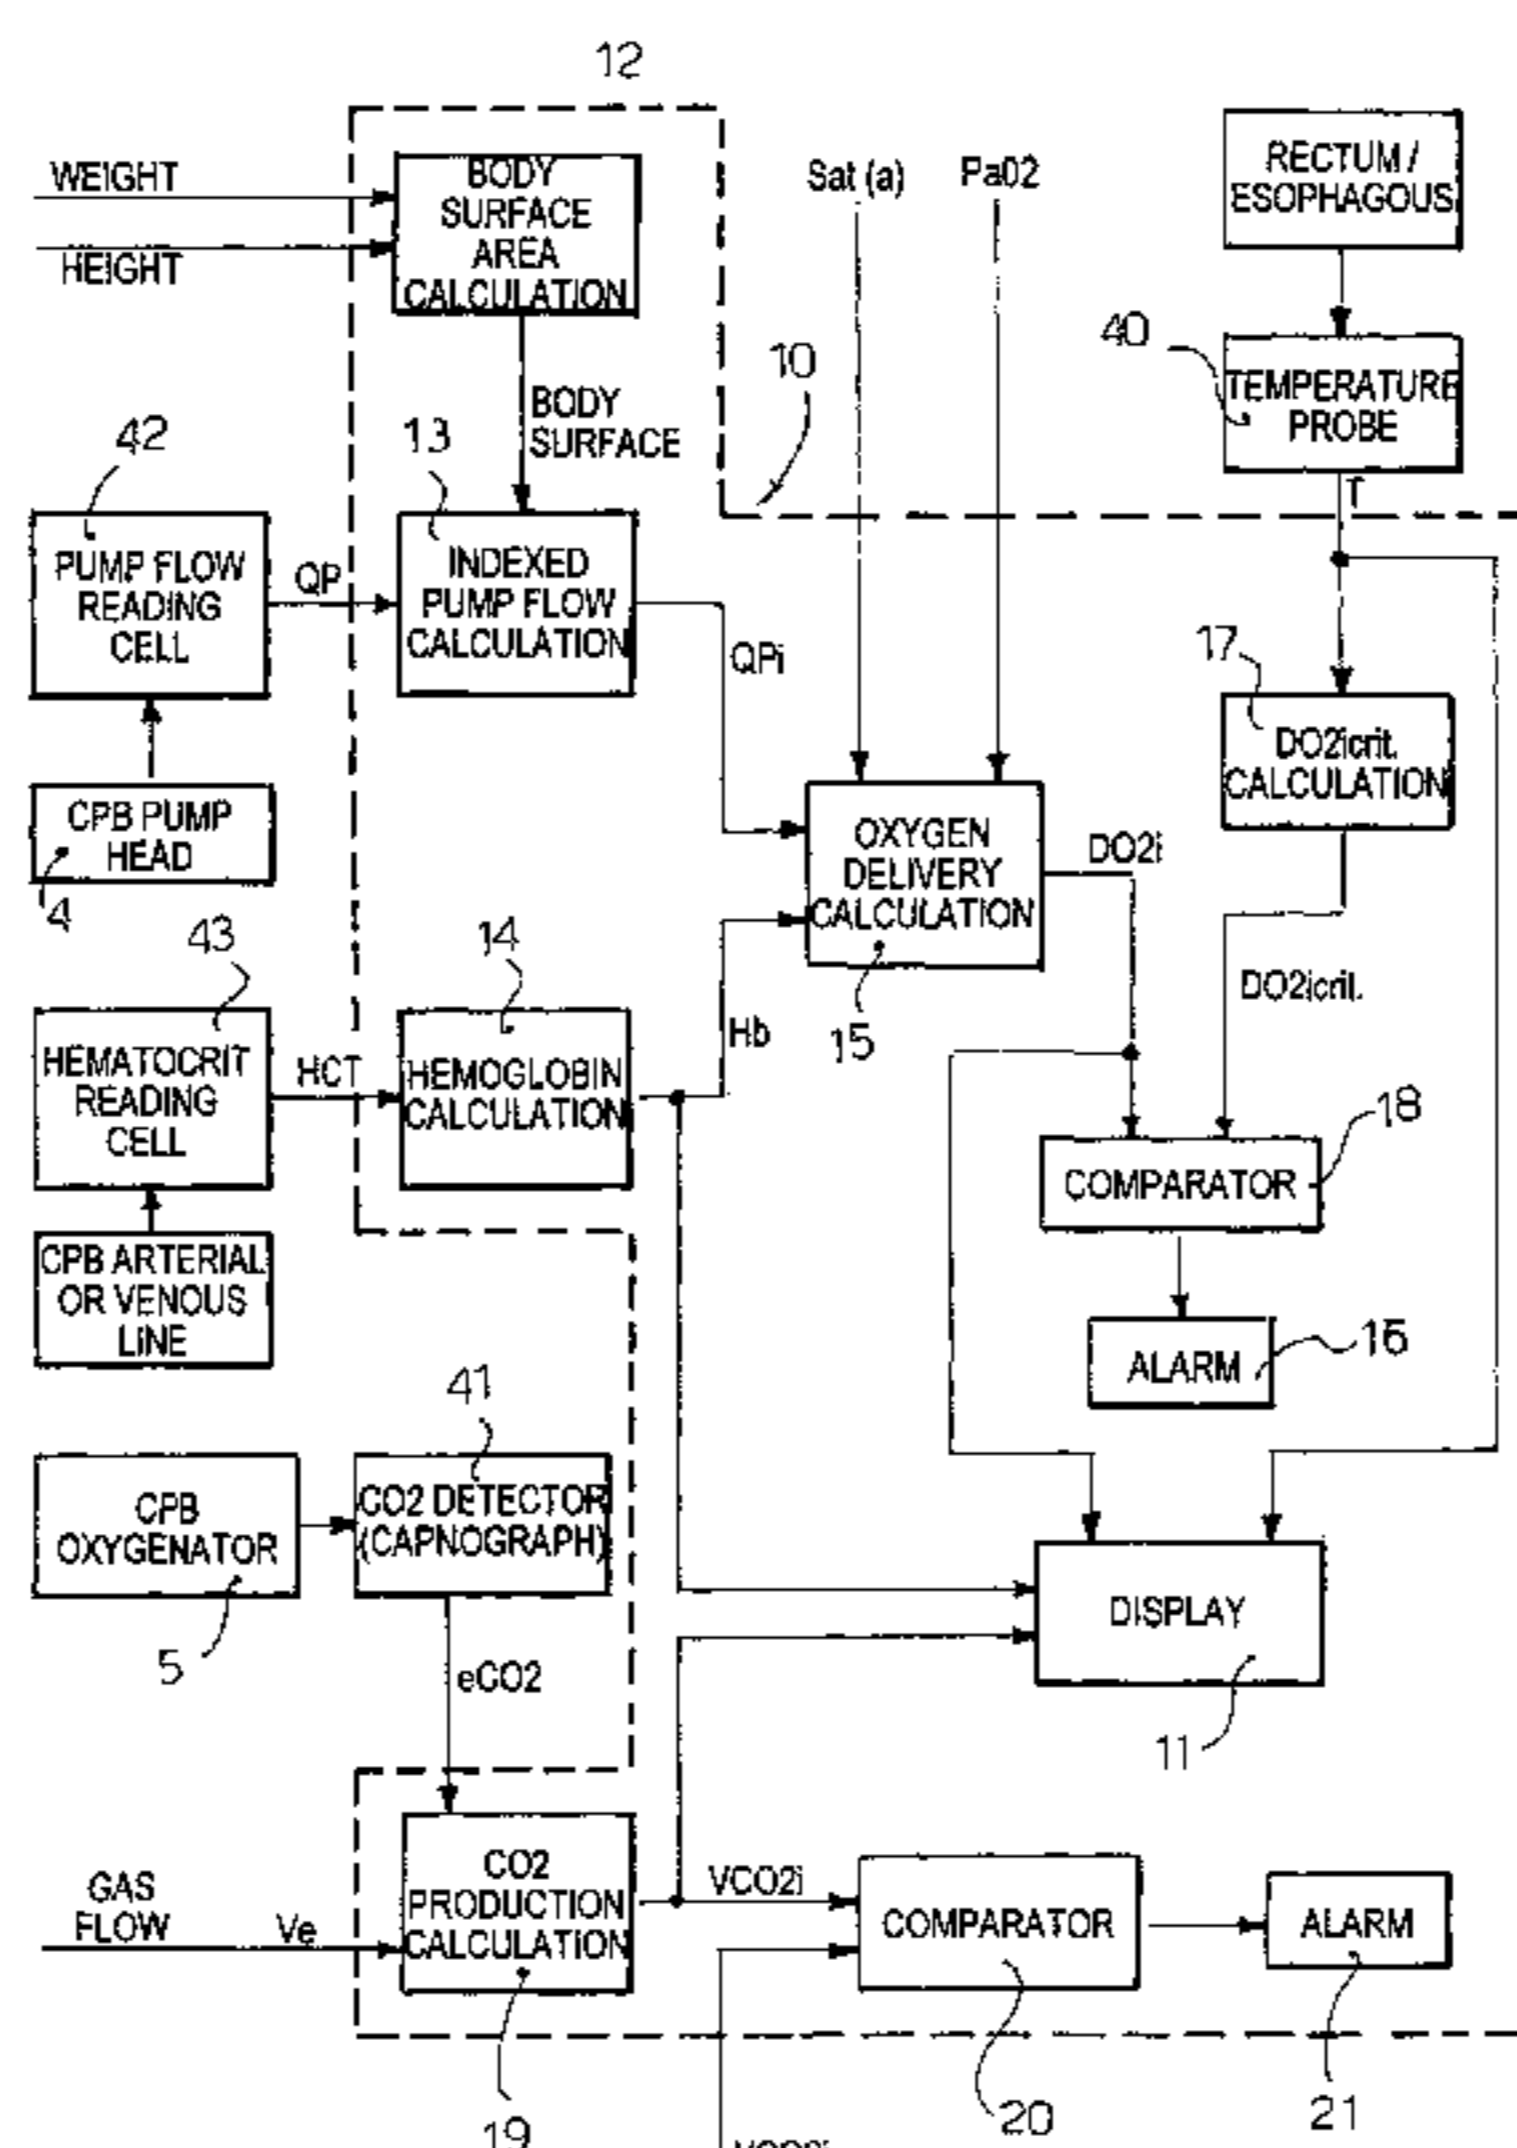 12
WEIGHT
HEIGHT
BODY
SURFACE
AREA
CALCULATION
Sat (a)
Pa02
RECTUM /
ESOPHAGOUS
10
40
TEMPERATURE
PROBE
T
BODY
SURFACE
42
13
PUMP FLOW
READING
CELL
QP
INDEXED
PUMP FLOW
CALCULATION
QPi
17
DO2icrit.
CALCULATION
CPB PUMP
HEAD
4
OXYGEN
DELIVERY
CALCULATION
15
DO2i
DO2icrit.
43
14
HEMATOCRIT
READING
CELL
HCT
HEMOGLOBIN
CALCULATION
Hb
18
COMPARATOR
CPB ARTERIAL
OR VENOUS
LINE
ALARM
16
41
CPB
OXYGENATOR
5
CO2 DETECTOR
(CAPNOGRAPH)
eCO2
DISPLAY
11
GAS
FLOW
Ve
CO2
PRODUCTION
CALCULATION
19
VCO2i
COMPARATOR
20
ALARM
21